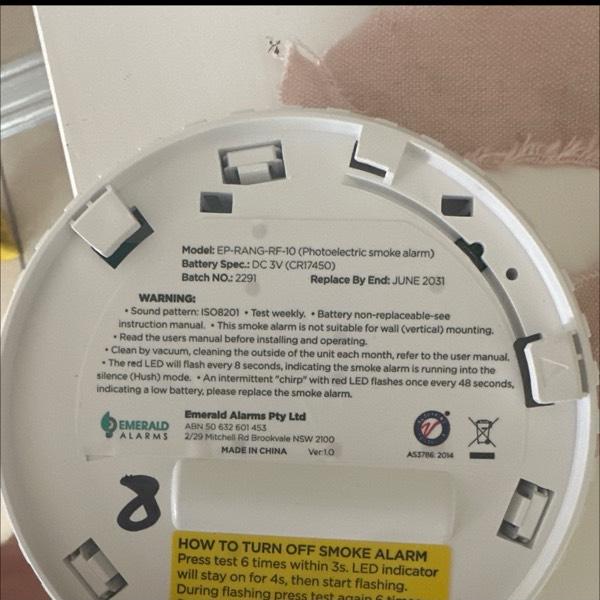 Model: EP-RANG-RF-10 (Photoelectric smoke alarm)
Battery Spec.: DC 3V (CR17450)
Batch NO.: 2291 Replace By End: JUNE 2031
WARNING:
• Sound pattern: ISO8201 • Test weekly. • Battery non-replaceable-see
instruction manual. • This smoke alarm is not suitable for wall (vertical) mounting.
• Read the users manual before installing and operating.
• Clean by vacuum, cleaning the outside of the unit each month, refer to the user manual.
• The red LED will flash every 8 seconds, indicating the smoke alarm is running into the
silence (Hush) mode. • An intermittent "chirp" with red LED flashes once every 48 seconds,
indicating a low battery, please replace the smoke alarm.
EMERALD
ALARMS
Emerald Alarms Pty Ltd
ABN 50 632 601 453
2/29 Mitchell Rd Brookvale NSW 2100
MADE IN CHINA Ver:1.0
AS3786: 2014
8
HOW TO TURN OFF SMOKE ALARM
Press test 6 times within 3s. LED indicator
will stay on for 4s, then start flashing.
During flashing press test again 6 times